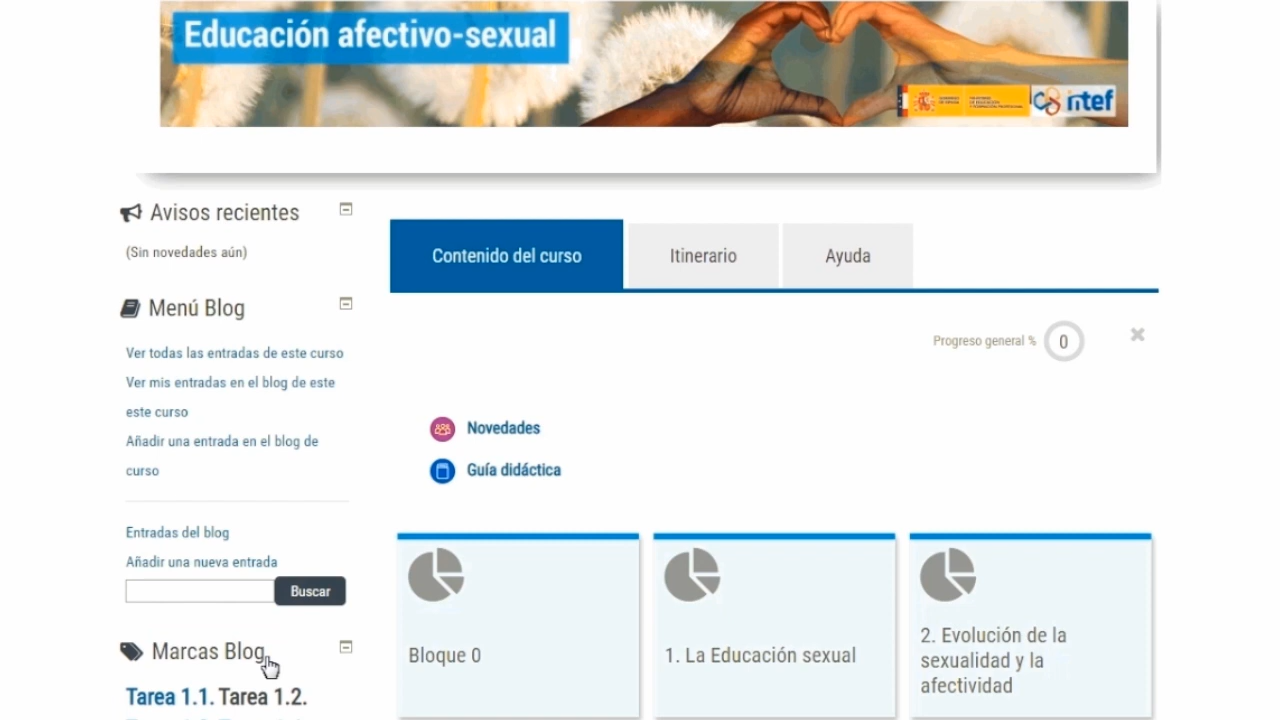 Educación afectivo-sexual
intef
Avisos recientes
(Sin novedades aún)
Menú Blog
Ver todas las entradas de este curso
Ver mis entradas en el blog de este
este curso
Añadir una entrada en el blog de
curso
Entradas del blog
Añadir una nueva entrada
Buscar
Marcas Blog
Tarea 1.1. Tarea 1.2.
Contenido del curso
Itinerario
Ayuda
Progreso general % 0
Novedades
Guía didáctica
Bloque 0
1. La Educación sexual
2. Evolución de la
sexualidad y la
afectividad